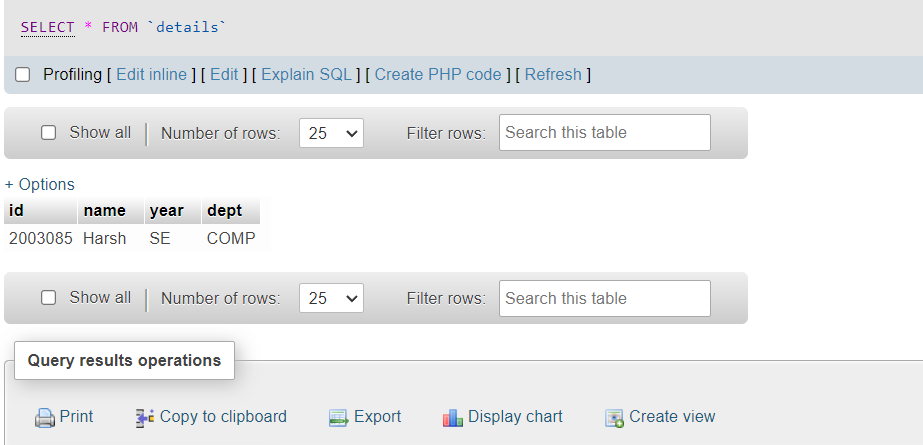 SELECT * FROM `details`
Profiling [ Edit inline ] [ Edit ] [ Explain SQL ] [ Create PHP code ] [ Refresh ]
Show all Number of rows: 25 Filter rows: Search this table
+ Options
id name year dept
2003085 Harsh SE COMP
Show all Number of rows: 25 Filter rows: Search this table
Query results operations
Print Copy to clipboard Export Display chart Create view